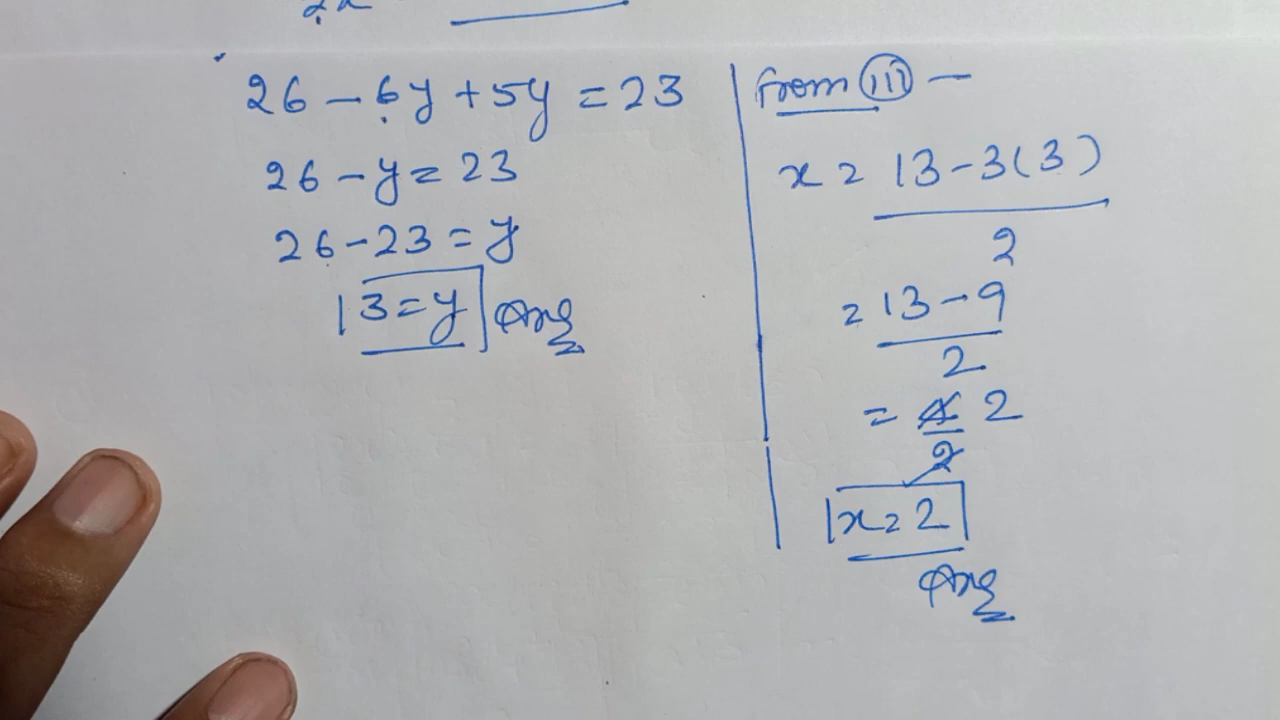 26 - 6y + 5y = 23
26 - y = 23
26 - 23 = y
3 = y Ans
from (iii) -
x = 13 - 3(3)
2
= 13 - 9
2
= 4 2
2
x = 2
Ans